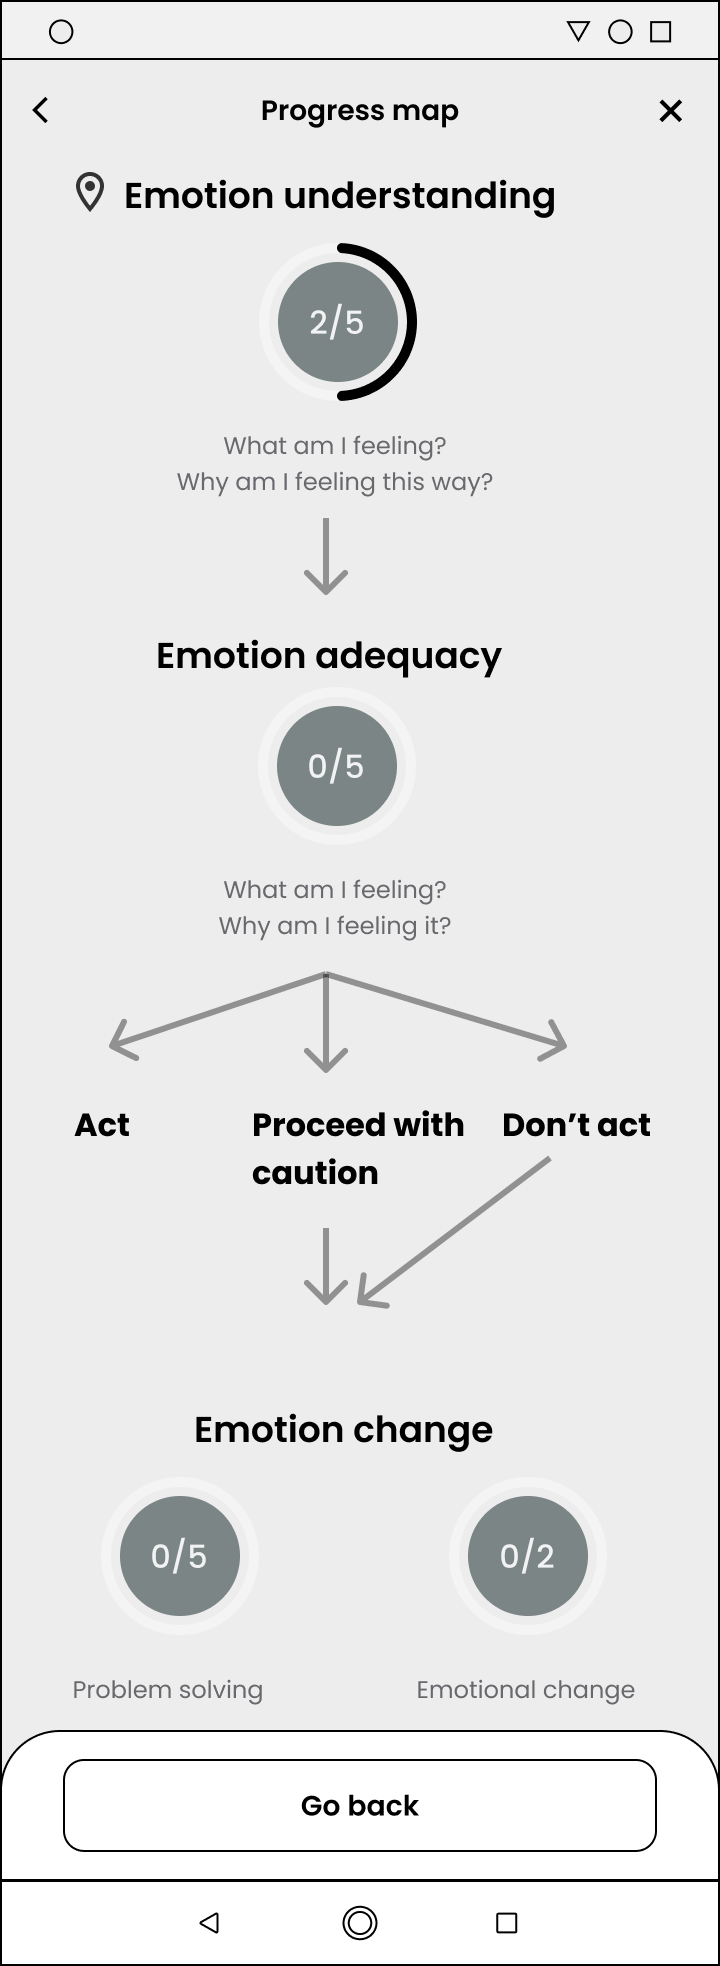 Progress map
Emotion understanding
2/5
What am I feeling?
Why am I feeling this way?
Emotion adequacy
0/5
What am I feeling?
Why am I feeling it?
Act
Proceed with
caution
Don’t act
Emotion change
0/5
0/2
Problem solving
Emotional change
Go back